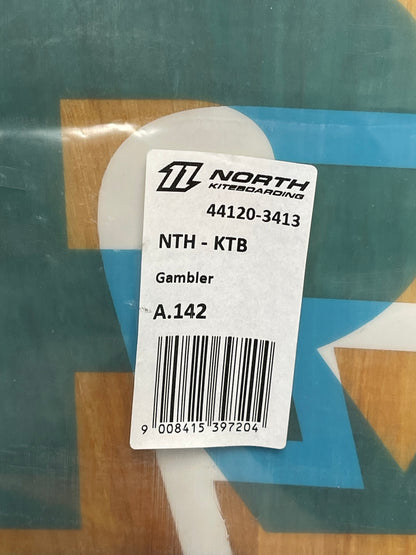 NORTH
KITEBOARDING
44120-3413
NTH - KTB
Gambler
A.142
9 008415 397204